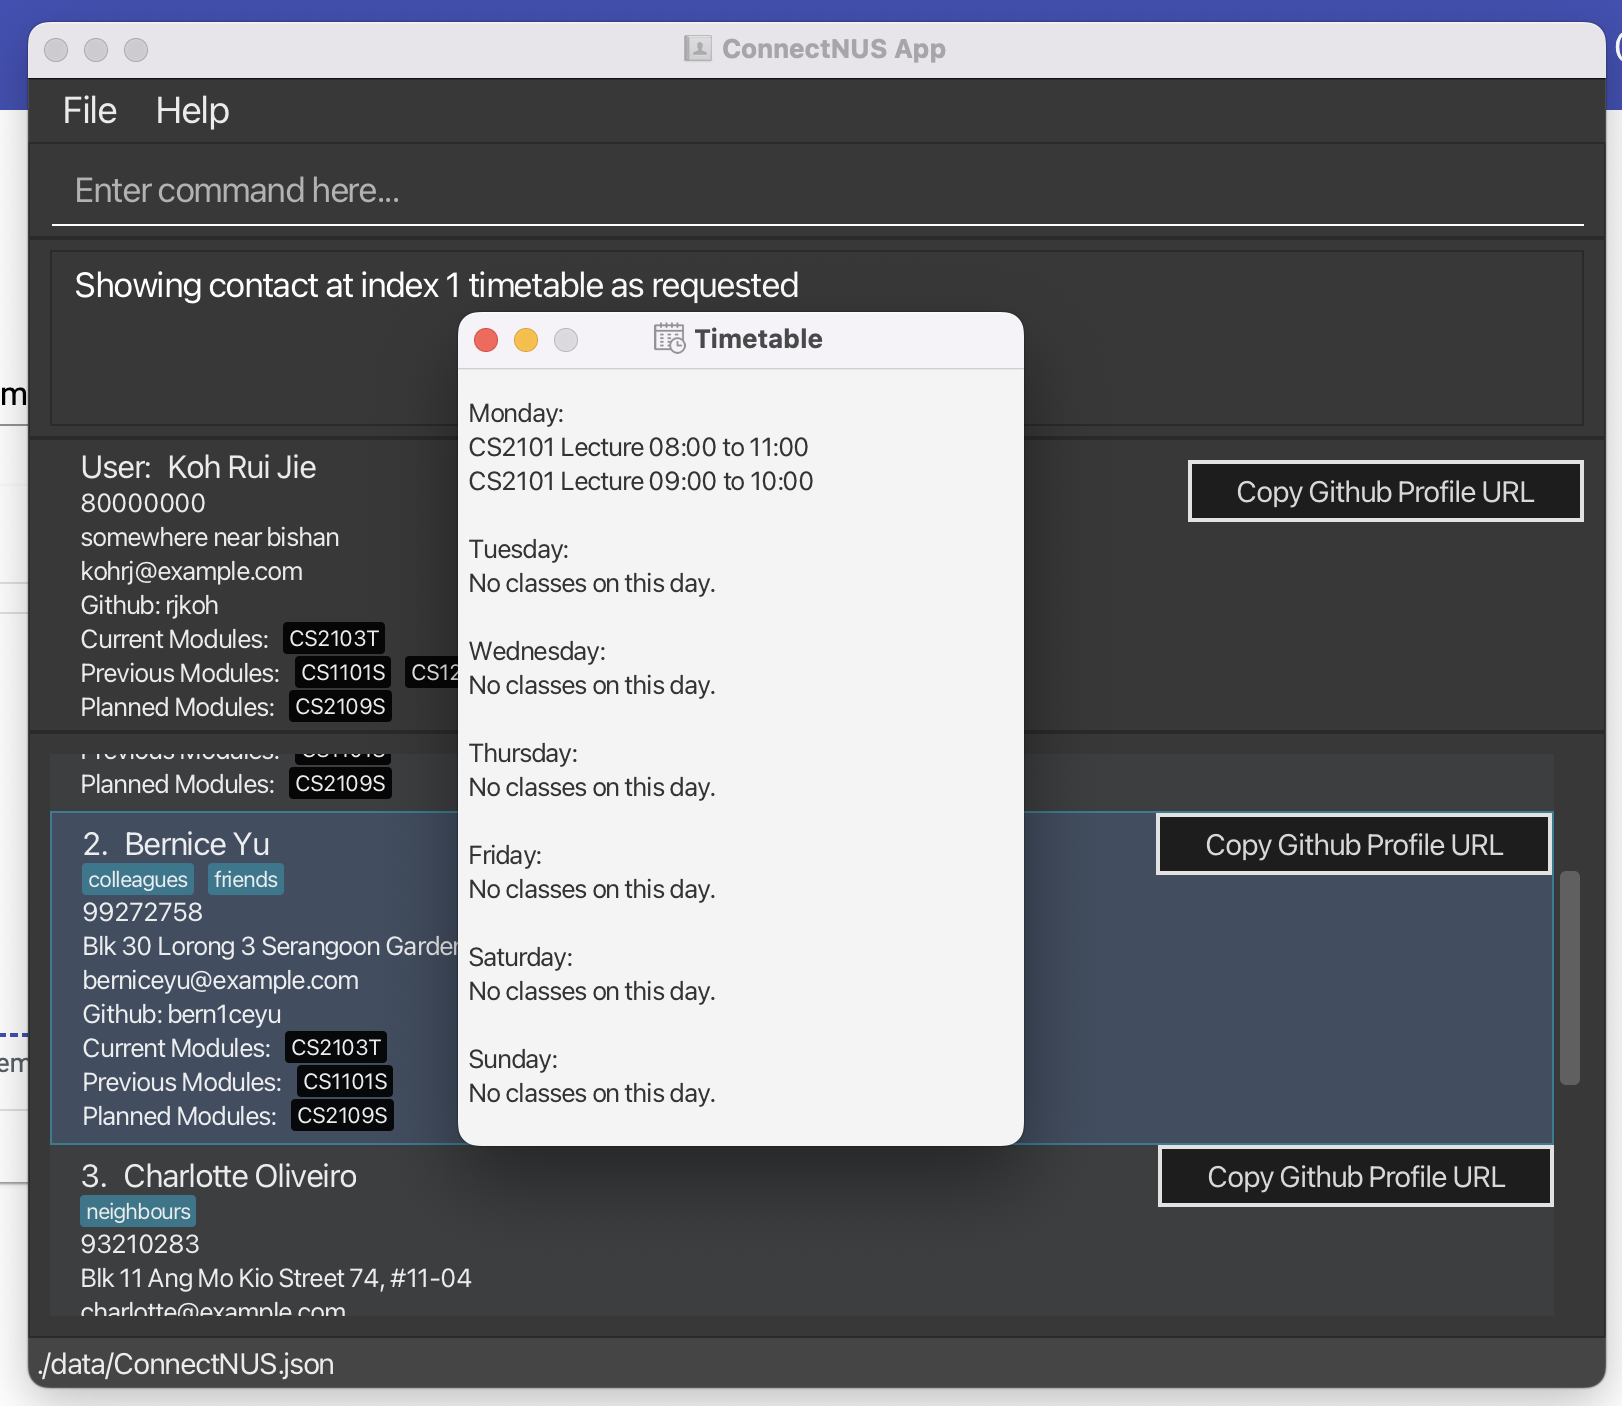 ConnectNUS App
File Help
Enter command here...
Showing contact at index 1 timetable as requested
User: Koh Rui Jie
80000000
somewhere near bishan
kohrj@example.com
Github: rjkoh
Current Modules: CS2103T
Previous Modules: CS1101S CS12
Planned Modules: CS2109S
Copy Github Profile URL
Previous Modules: CS1101S
Planned Modules: CS2109S
2. Bernice Yu
colleagues friends
99272758
Blk 30 Lorong 3 Serangoon Garden
berniceyu@example.com
Github: bern1ceyu
Current Modules: CS2103T
Previous Modules: CS1101S
Planned Modules: CS2109S
Copy Github Profile URL
3. Charlotte Oliveiro
neighbours
93210283
Blk 11 Ang Mo Kio Street 74, #11-04
charlotte@example.com
Copy Github Profile URL
./data/ConnectNUS.json
Timetable
Monday:
CS2101 Lecture 08:00 to 11:00
CS2101 Lecture 09:00 to 10:00
Tuesday:
No classes on this day.
Wednesday:
No classes on this day.
Thursday:
No classes on this day.
Friday:
No classes on this day.
Saturday:
No classes on this day.
Sunday:
No classes on this day.